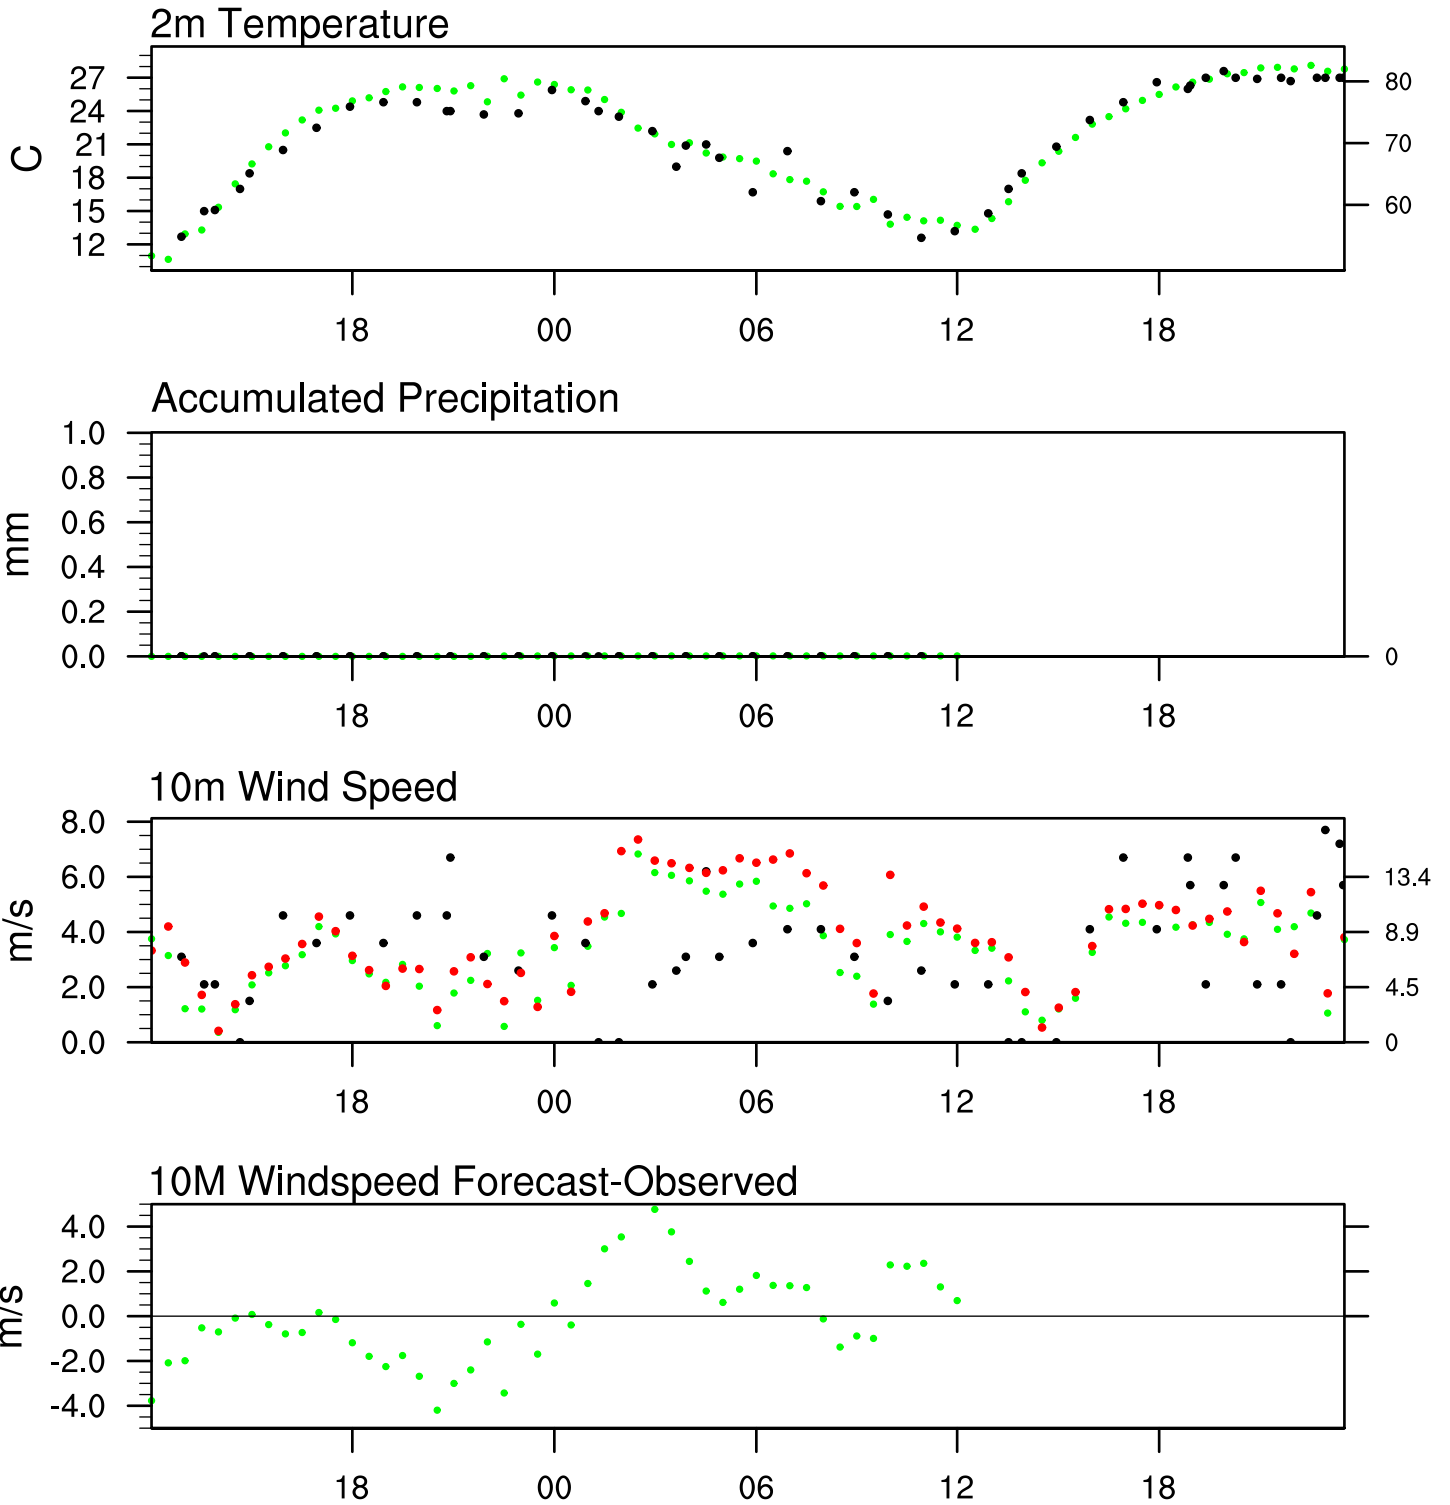 2m Temperature
27 80
24
21 70
18
15 60
12
C
18 00 06 12 18
Accumulated Precipitation
1.0
0.8
0.6
0.4
0.2
0.0 0
mm
18 00 06 12 18
10m Wind Speed
8.0
6.0 13.4
4.0 8.9
2.0 4.5
0.0 0
m/s
18 00 06 12 18
10M Windspeed Forecast-Observed
4.0
2.0
0.0
-2.0
-4.0
m/s
18 00 06 12 18